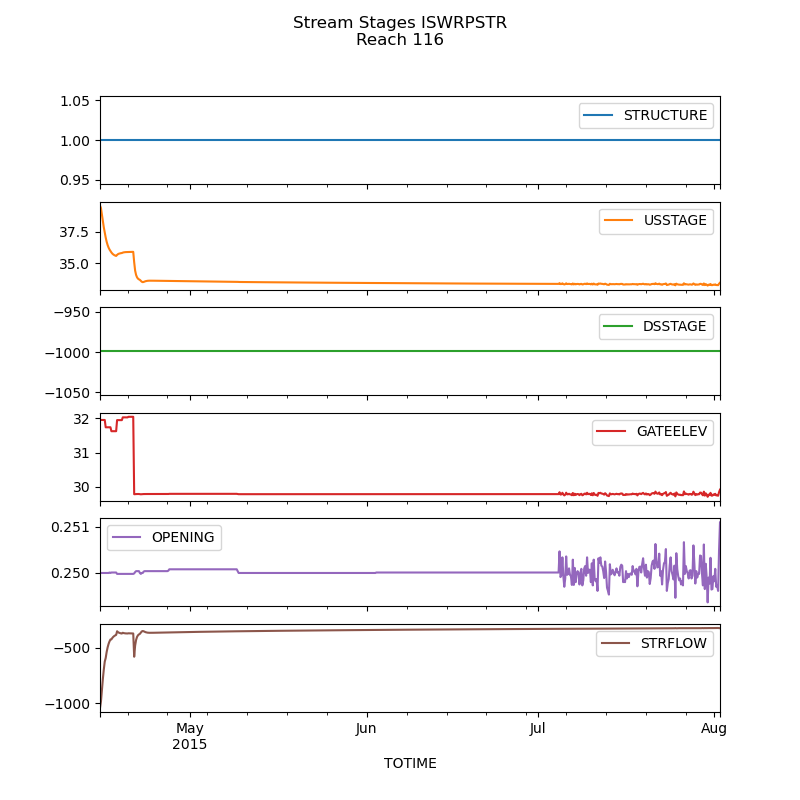 Stream Stages ISWRPSTR
Reach 116
1.05
1.00
0.95
STRUCTURE
37.5
35.0
USSTAGE
−950
−1000
−1050
DSSTAGE
32
31
30
GATEELEV
0.251
0.250
OPENING
−500
−1000
STRFLOW
May
2015
Jun
Jul
Aug
TOTIME